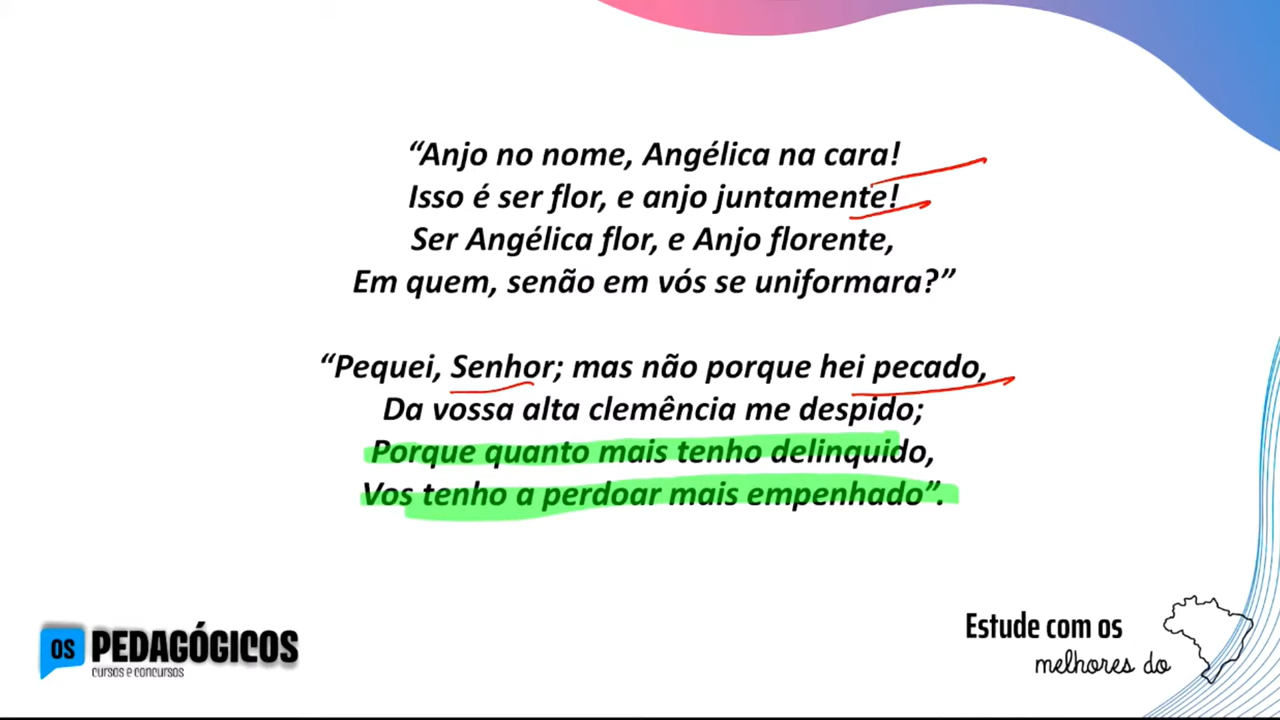 “Anjo no nome, Angélica na cara!
Isso é ser flor, e anjo juntamente!
Ser Angélica flor, e Anjo florente,
Em quem, senão em vós se uniformara?”
“Pequei, Senhor; mas não porque hei pecado,
Da vossa alta clemência me despido;
Porque quanto mais tenho delinquido,
Vos tenho a perdoar mais empenhado”.
OS PEDAGÓGICOS
cursos e concursos
Estude com os
melhores do